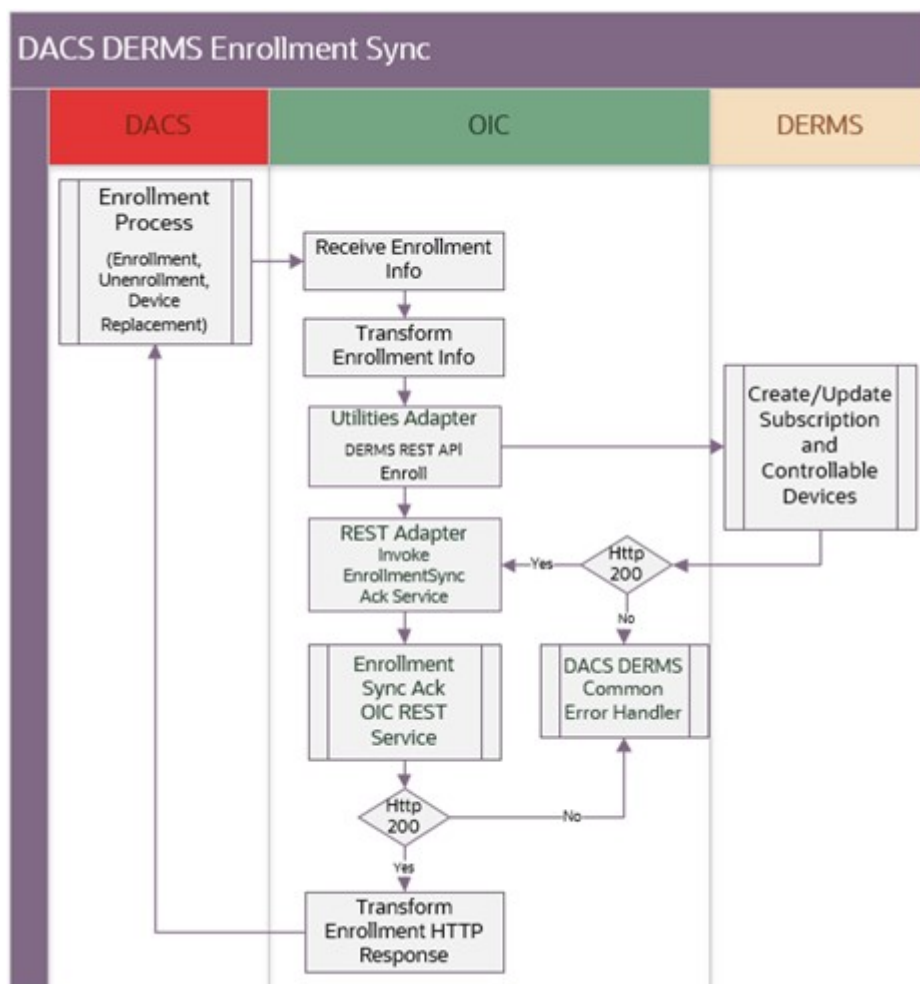 DACS DERMS Enrollment Sync
DACS
OIC
DERMS
Enrollment
Process
(Enrollment,
Unenrollment,
Device
Replacement)
Receive Enrollment
Info
Transform
Enrollment Info
Utilities Adapter
DERMS REST API
Enroll
Create/Update
Subscription
and
Controllable
Devices
REST Adapter
Invoke
EnrollmentSync
Ack Service
Yes
Http
200
No
Enrollment
Sync Ack
OIC REST
Service
DACS DERMS
Common
Error Handler
Http
200
No
Yes
Transform
Enrollment HTTP
Response